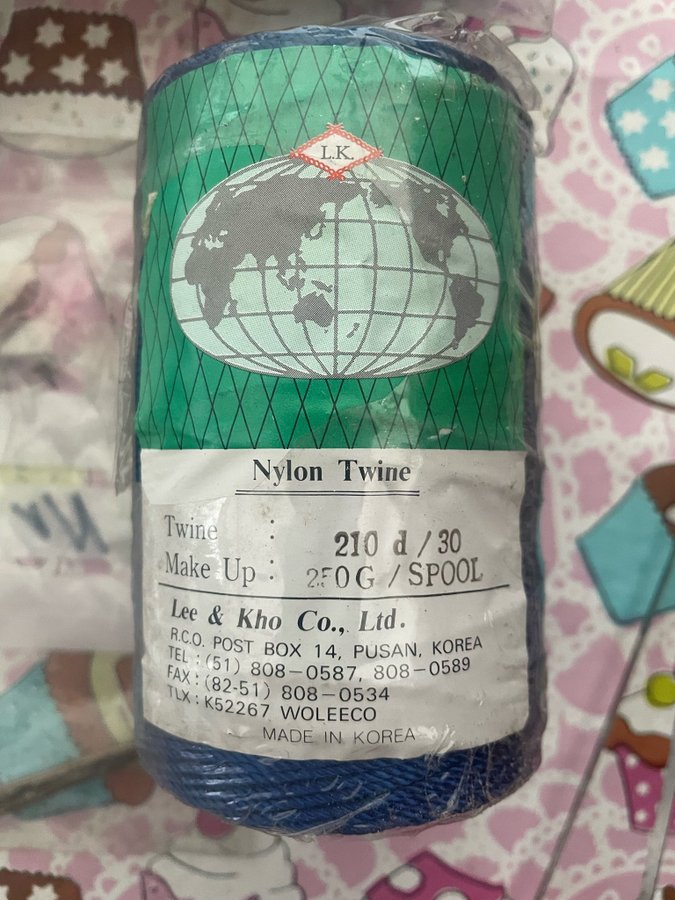 L.K.
Nylon Twine
Twine : 210 d / 30
Make Up : 250G / SPOOL
Lee & Kho Co., Ltd.
R.C.O. POST BOX 14, PUSAN, KOREA
TEL : (51) 808-0587, 808-0589
FAX : (82-51) 808-0534
TLX : K52267 WOLEECO
MADE IN KOREA